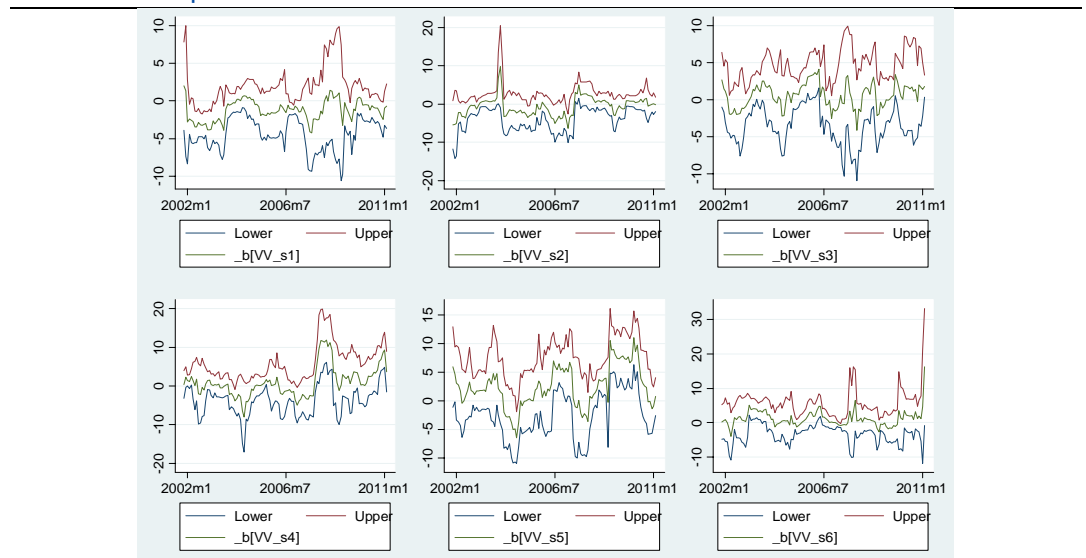 10 20 10
5 10 5
0 0 0
-5 -10 -5
-10 -20 -10
2002m1 2006m7 2011m1 2002m1 2006m7 2011m1 2002m1 2006m7 2011m1
Lower Upper Lower Upper Lower Upper
_b[VV_s1] _b[VV_s2] _b[VV_s3]
20 15 30
10 10 20
0 5 10
-10 0 0
-20 -5 -10
-10
2002m1 2006m7 2011m1 2002m1 2006m7 2011m1 2002m1 2006m7 2011m1
Lower Upper Lower Upper Lower Upper
_b[VV_s4] _b[VV_s5] _b[VV_s6]